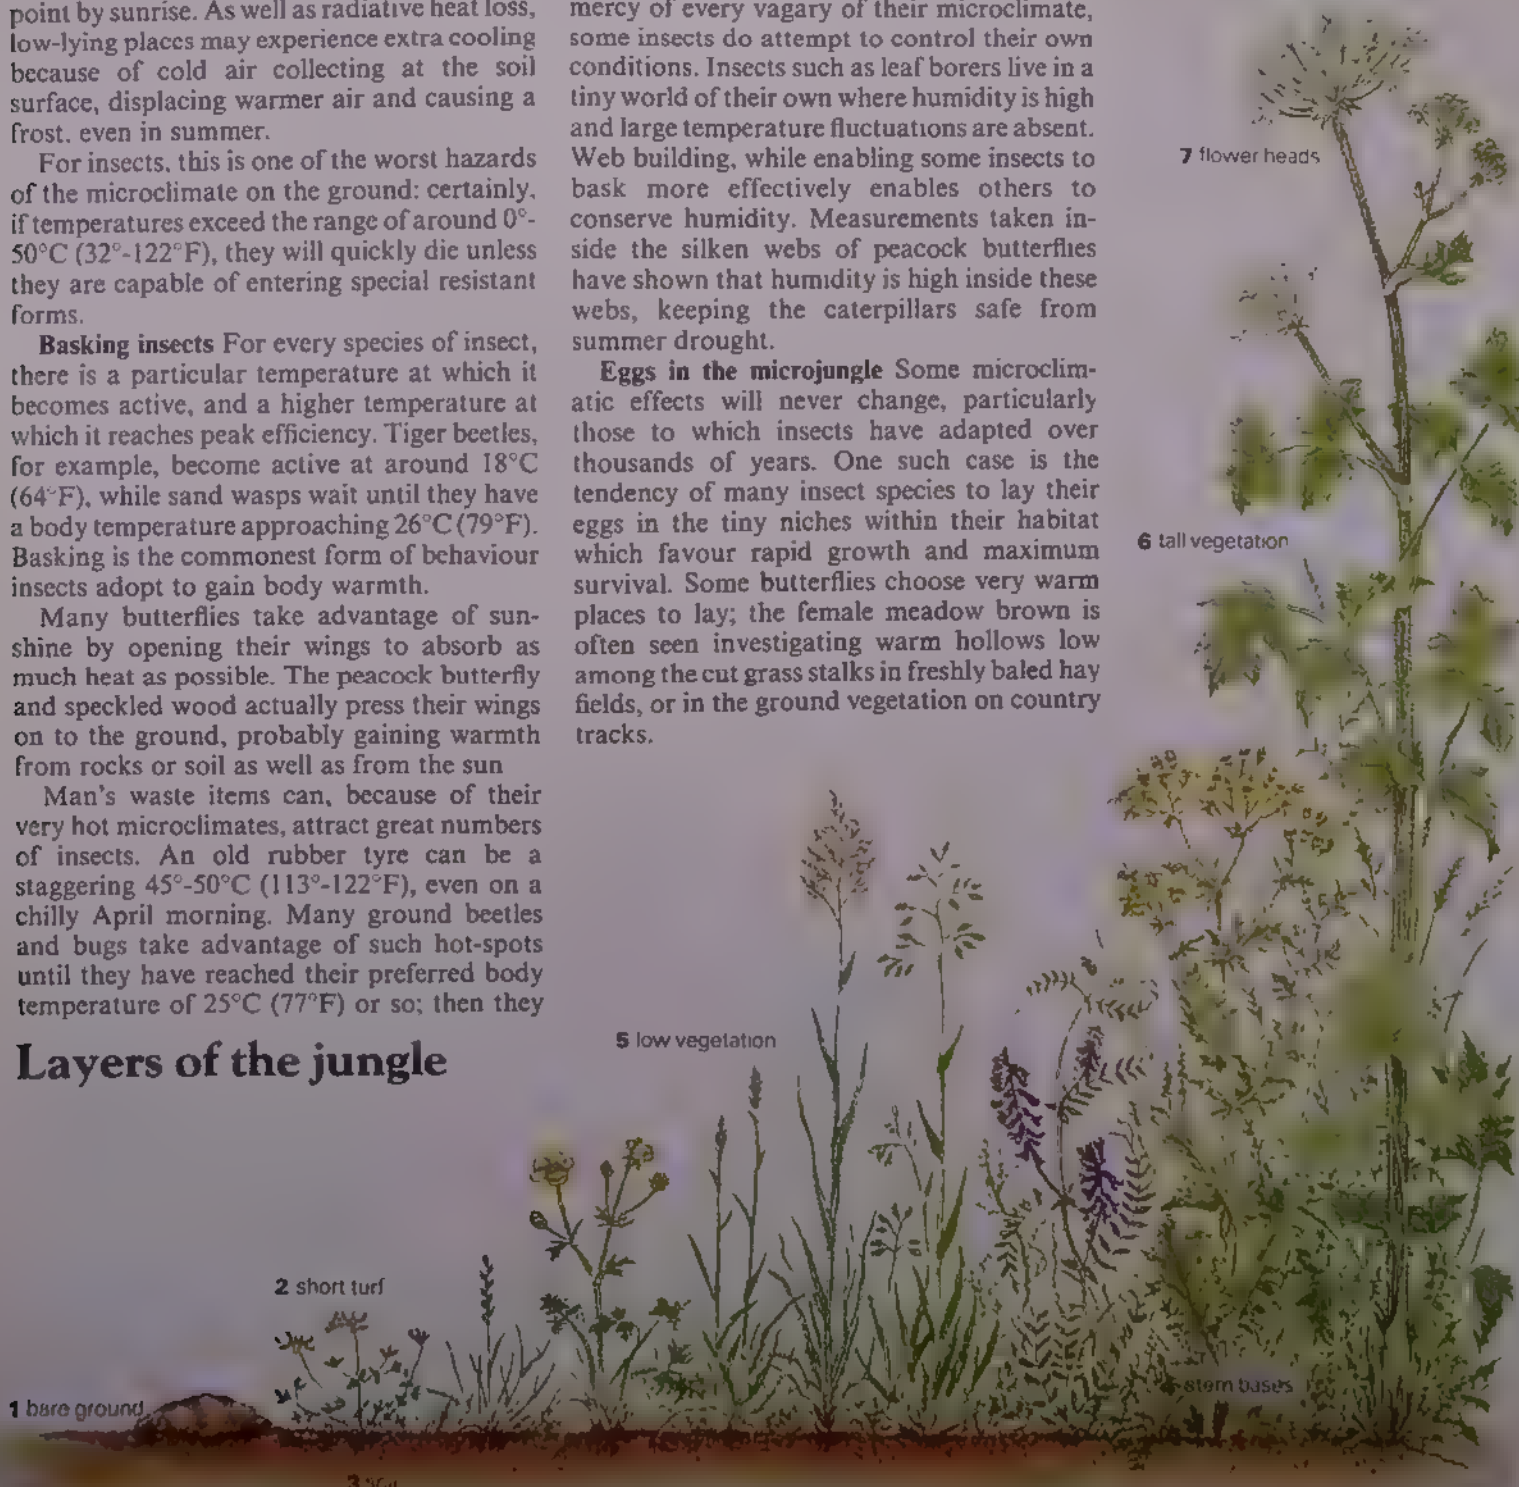 point by sunrise. As well as radiative heat loss,
low-lying places may experience extra cooling
because of cold air collecting at the soil
surface, displacing warmer air and causing a
frost, even in summer.
For insects, this is one of the worst hazards
of the microclimate on the ground: certainly,
if temperatures exceed the range of around 0°-
50°C (32°-122°F), they will quickly die unless
they are capable of entering special resistant
forms.
Basking insects For every species of insect,
there is a particular temperature at which it
becomes active, and a higher temperature at
which it reaches peak efficiency. Tiger beetles,
for example, become active at around 18°C
(64°F), while sand wasps wait until they have
a body temperature approaching 26°C (79°F).
Basking is the commonest form of behaviour
insects adopt to gain body warmth.
Many butterflies take advantage of sun-
shine by opening their wings to absorb as
much heat as possible. The peacock butterfly
and speckled wood actually press their wings
on to the ground, probably gaining warmth
from rocks or soil as well as from the sun
Man's waste items can, because of their
very hot microclimates, attract great numbers
of insects. An old rubber tyre can be a
staggering 45°-50°C (113°-122°F), even on a
chilly April morning. Many ground beetles
and bugs take advantage of such hot-spots
until they have reached their preferred body
temperature of 25°C (77°F) or so; then they
mercy of every vagary of their microclimate,
some insects do attempt to control their own
conditions. Insects such as leaf borers live in a
tiny world of their own where humidity is high
and large temperature fluctuations are absent.
Web building, while enabling some insects to
bask more effectively enables others to
conserve humidity. Measurements taken in-
side the silken webs of peacock butterflies
have shown that humidity is high inside these
webs, keeping the caterpillars safe from
summer drought.
Eggs in the microjungle Some microclim-
atic effects will never change, particularly
those to which insects have adapted over
thousands of years. One such case is the
tendency of many insect species to lay their
eggs in the tiny niches within their habitat
which favour rapid growth and maximum
survival. Some butterflies choose very warm
places to lay; the female meadow brown is
often seen investigating warm hollows low
among the cut grass stalks in freshly baled hay
fields, or in the ground vegetation on country
tracks.
Layers of the jungle
7 flower heads
6 tall vegetation
5 low vegetation
2 short turf
4 stem bases
1 bare ground
3